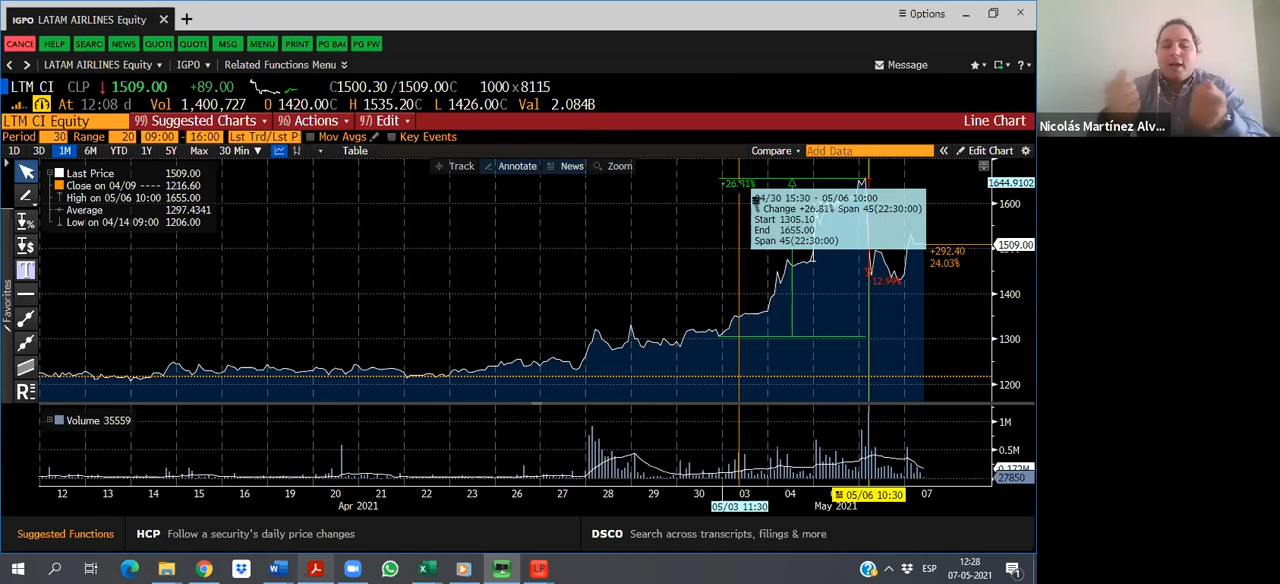 IGPO LATAM AIRLINES Equity
Options
CANCE HELP SEARC NEWS QUOTE QUOTE MSG MENU PRINT PG BAC PG FW
LATAM AIRLINES Equity IGPO Related Functions Menu
Message
LTM CI CLP ↓ 1509.00 +89.00 C1500.30 /1509.00C 1000 x 8115
At 12:08 d Vol 1,400,727 O 1420.00C H 1535.20C L 1426.00C Val 2.084B
LTM CI Equity 99) Suggested Charts 96) Actions 97) Edit Line Chart
Period 30 Range 20 09:00 - 16:00 Lst Trd/Lst P Mov Avgs Key Events
1D 3D 1M 6M YTD 1Y 5Y Max 30 Min Table Compare Add Data Edit Chart
Track Annotate News Zoom
Last Price 1509.00
Close on 04/09 ---- 1216.60
High on 05/06 10:00 1655.00
Average 1297.4341
Low on 04/14 09:00 1206.00
+26.81%
04/30 15:30 - 05/06 10:00
% Change +26.81% Span 45(22:30:00)
Start 1305.10
End 1655.00
Span 45(22:30:00)
+292.40
24.03%
12.99%
1644.9102
1600
1509.00
1400
1300
1200
Favorites
Volume 35559
1M
0.5M
0.172M
27850
12 13 14 15 16 19 20 21 22 23 26 27 28 29 30 03 04 07
Apr 2021
05/03 11:30
May 2021
05/06 10:30
Suggested Functions HCP Follow a security's daily price changes DSCO Search across transcripts, filings & more
ESP
12:28
07-05-2021
Nicolás Martínez Alv...